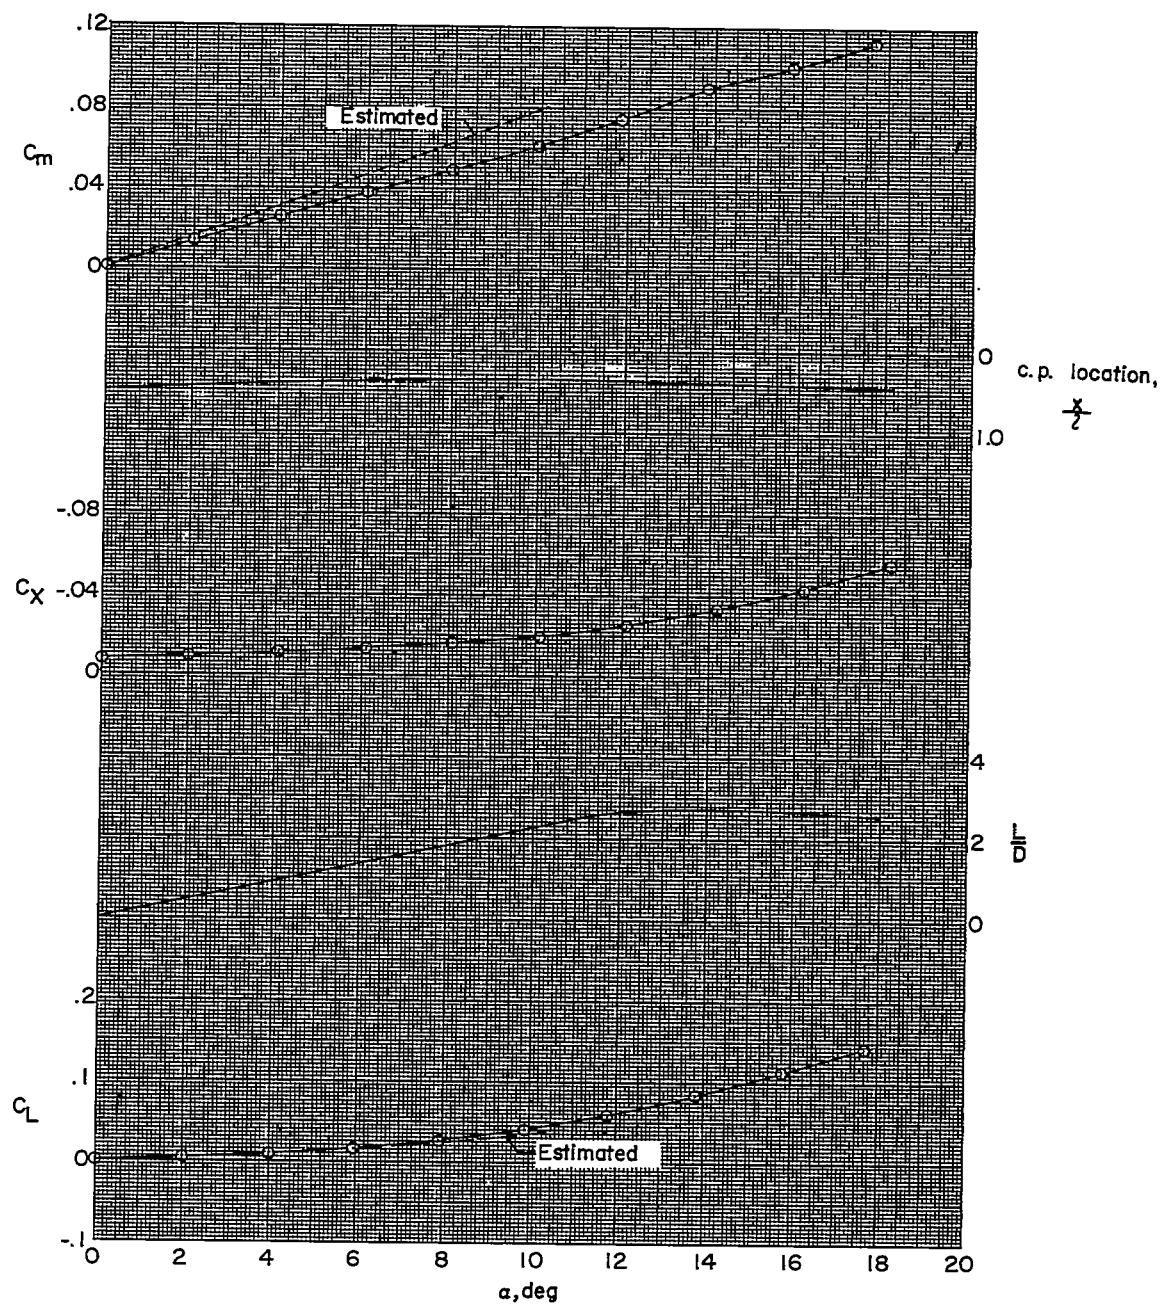 .12
.08
Estimated
Cm
.04
0
0
c.p. location,
x/l
1.0
-.08
CX -.04
0
4
2
L/D
0
.2
.1
CL
0
Estimated
-.1
0 2 4 6 8 10 12 14 16 18 20
α, deg